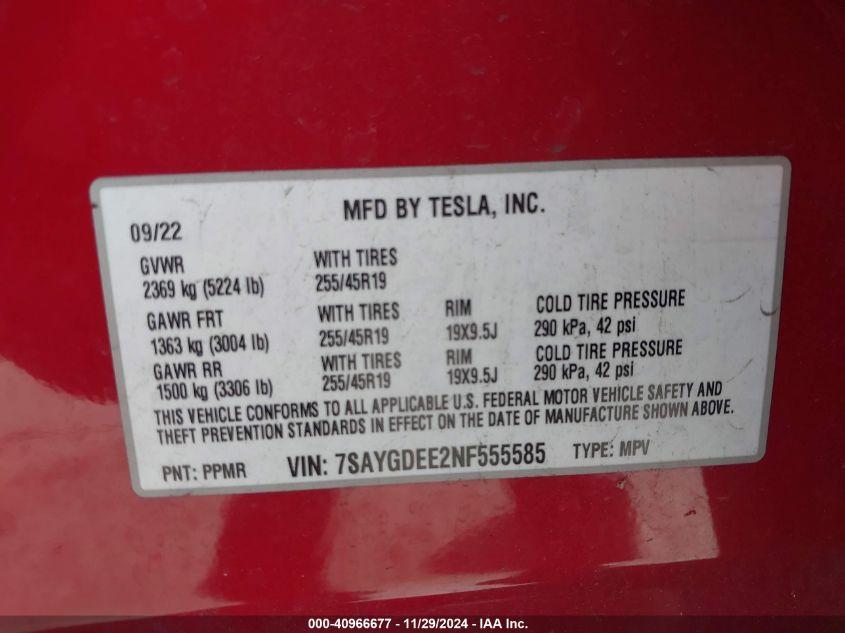 MFD BY TESLA, INC.
09/22
GVWR WITH TIRES
2369 kg (5224 lb) 255/45R19
GAWR FRT WITH TIRES RIM COLD TIRE PRESSURE
1363 kg (3004 lb) 255/45R19 19X9.5J 290 kPa, 42 psi
GAWR RR WITH TIRES RIM COLD TIRE PRESSURE
1500 kg (3306 lb) 255/45R19 19X9.5J 290 kPa, 42 psi
THIS VEHICLE CONFORMS TO ALL APPLICABLE U.S. FEDERAL MOTOR VEHICLE SAFETY AND
THEFT PREVENTION STANDARDS IN EFFECT ON THE DATE OF MANUFACTURE SHOWN ABOVE.
PNT: PPMR VIN: 7SAYGDEE2NF555585 TYPE: MPV
000-40966677 - 11/29/2024 - IAA Inc.